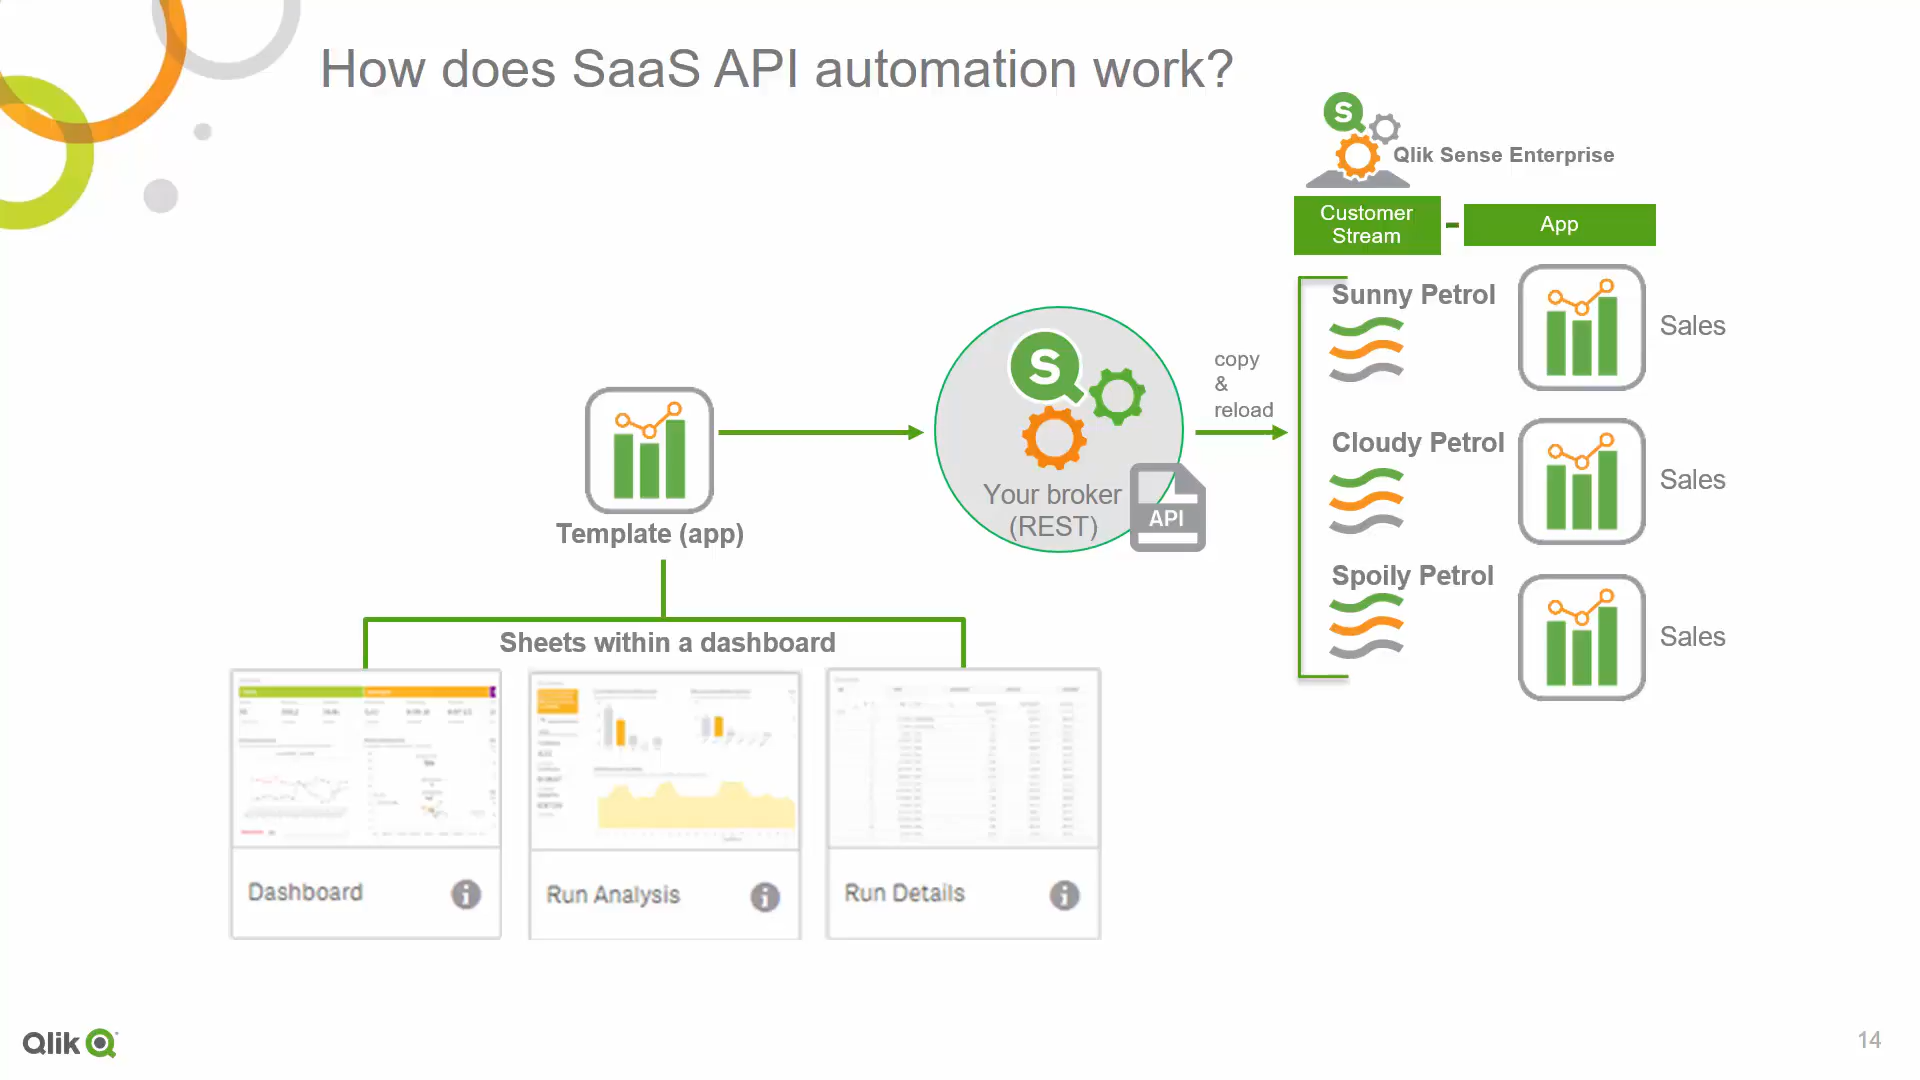 How does SaaS API automation work?
S
Qlik Sense Enterprise
Customer
Stream
App
Sunny Petrol
Sales
copy
&
reload
S
Your broker
(REST)
API
Cloudy Petrol
Sales
Template (app)
Spoily Petrol
Sales
Sheets within a dashboard
Dashboard
Run Analysis
Run Details
Qlik
14